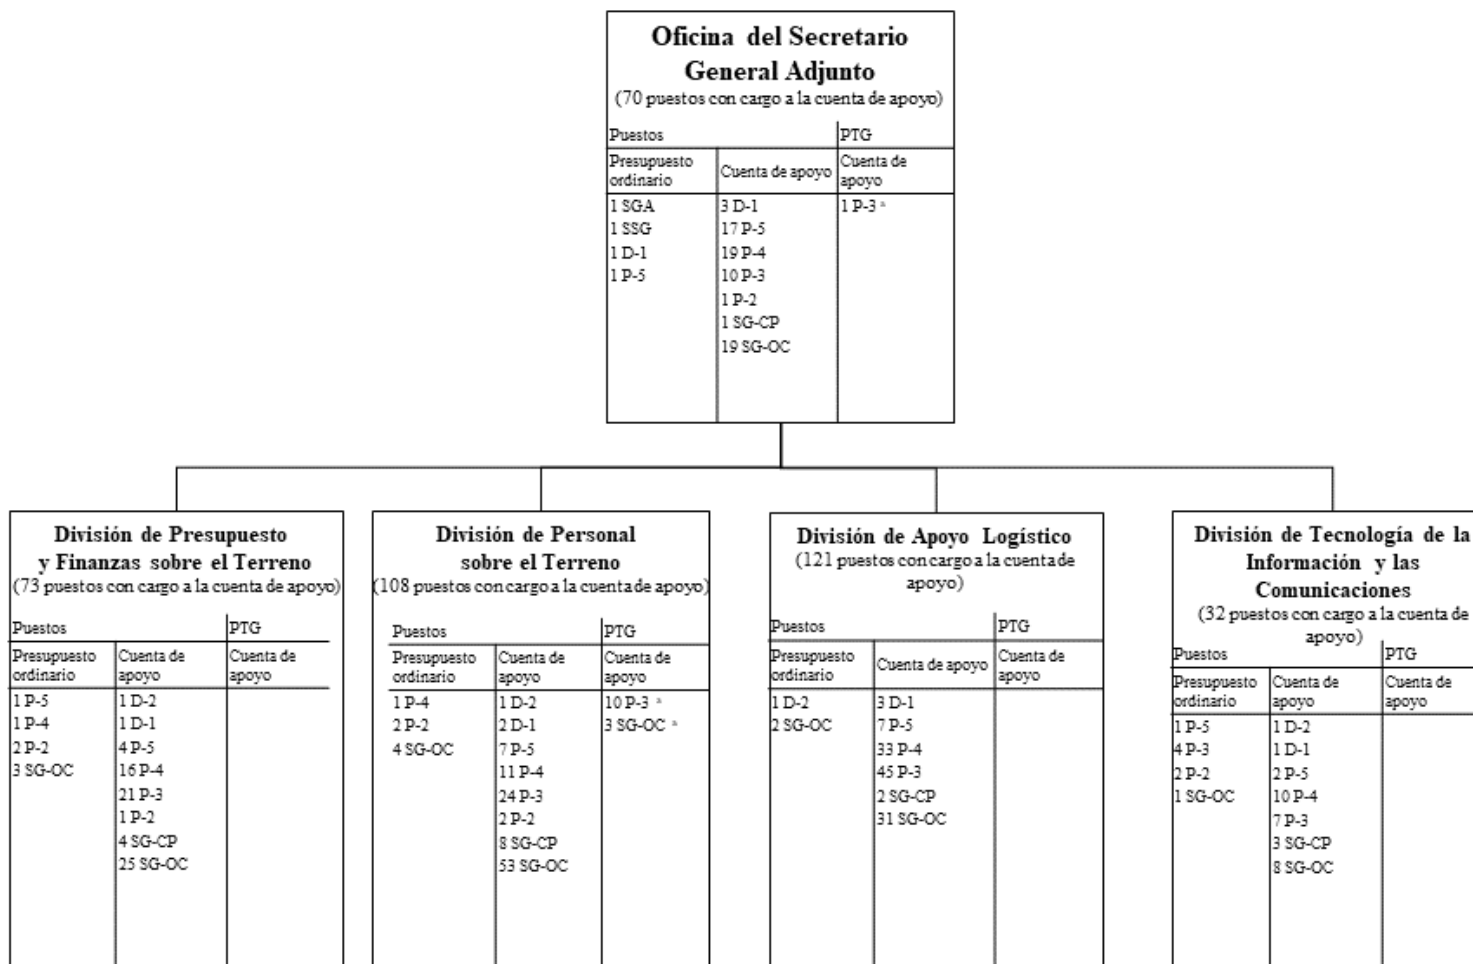 Oficina del Secretario
General Adjunto
(70 puestos con cargo a la cuenta de apoyo)
Puestos PTG
Presupuesto ordinario Cuenta de apoyo Cuenta de apoyo
1 SGA 3 D-1 1 P-3 a
1 SSG 17 P-5
1 D-1 19 P-4
1 P-5 10 P-3
1 P-2
1 SG-CP
19 SG-OC
División de Presupuesto
y Finanzas sobre el Terreno
(73 puestos con cargo a la cuenta de apoyo)
Puestos PTG
Presupuesto Cuenta de Cuenta de
ordinario apoyo apoyo
1 P-5 1 D-2
1 P-4 1 D-1
2 P-2 4 P-5
3 SG-OC 16 P-4
21 P-3
1 P-2
4 SG-CP
25 SG-OC
División de Personal
sobre el Terreno
(108 puestos con cargo a la cuenta de apoyo)
Puestos PTG
Presupuesto Cuenta de Cuenta de
ordinario apoyo apoyo
1 P-4 1 D-2 10 P-3 a
2 P-2 2 D-1 3 SG-OC a
4 SG-OC 7 P-5
11 P-4
24 P-3
2 P-2
8 SG-CP
53 SG-OC
División de Apoyo Logístico
(121 puestos con cargo a la cuenta de
apoyo)
Puestos PTG
Presupuesto ordinario Cuenta de apoyo Cuenta de apoyo
1 D-2 3 D-1
2 SG-OC 7 P-5
33 P-4
45 P-3
2 SG-CP
31 SG-OC
División de Tecnología de la
Información y las
Comunicaciones
(32 puestos con cargo a la cuenta de
apoyo)
Puestos PTG
Presupuesto Cuenta de Cuenta de
ordinario apoyo apoyo
1 P-5 1 D-2
4 P-3 1 D-1
2 P-2 2 P-5
1 SG-OC 10 P-4
7 P-3
3 SG-CP
8 SG-OC